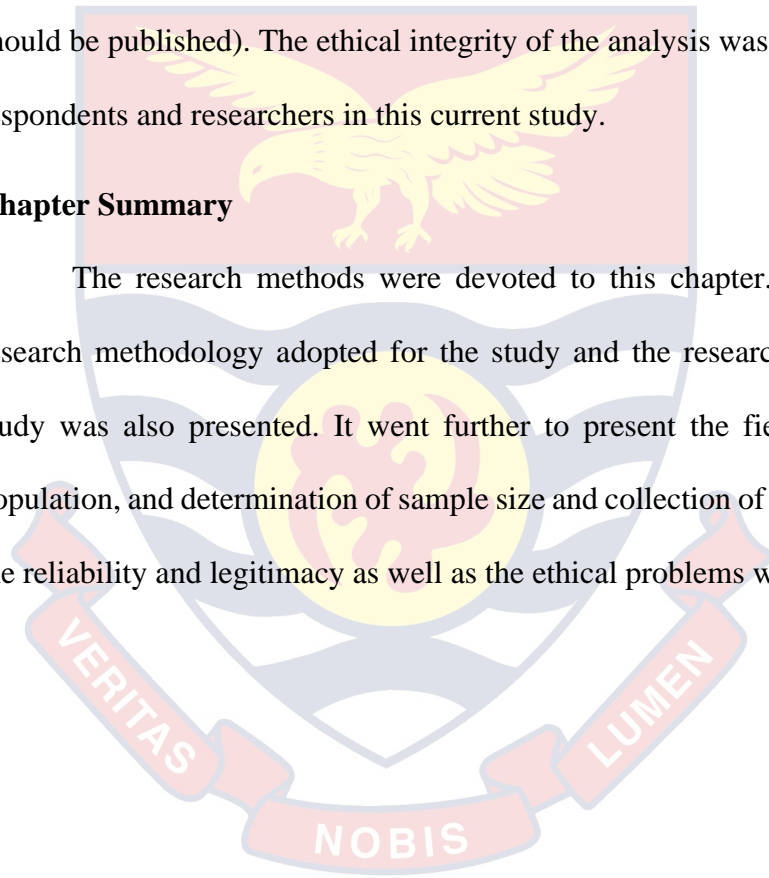 hould be published). The ethical integrity of the analysis was
spondents and researchers in this current study.
hapter Summary
The research methods were devoted to this chapter.
search methodology adopted for the study and the researc
udy was also presented. It went further to present the fie
opulation, and determination of sample size and collection of
e reliability and legitimacy as well as the ethical problems w
VERITAS
NOBIS
LUMEN